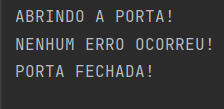 ABRINDO A PORTA!
NENHUM ERRO OCORREU!
PORTA FECHADA!